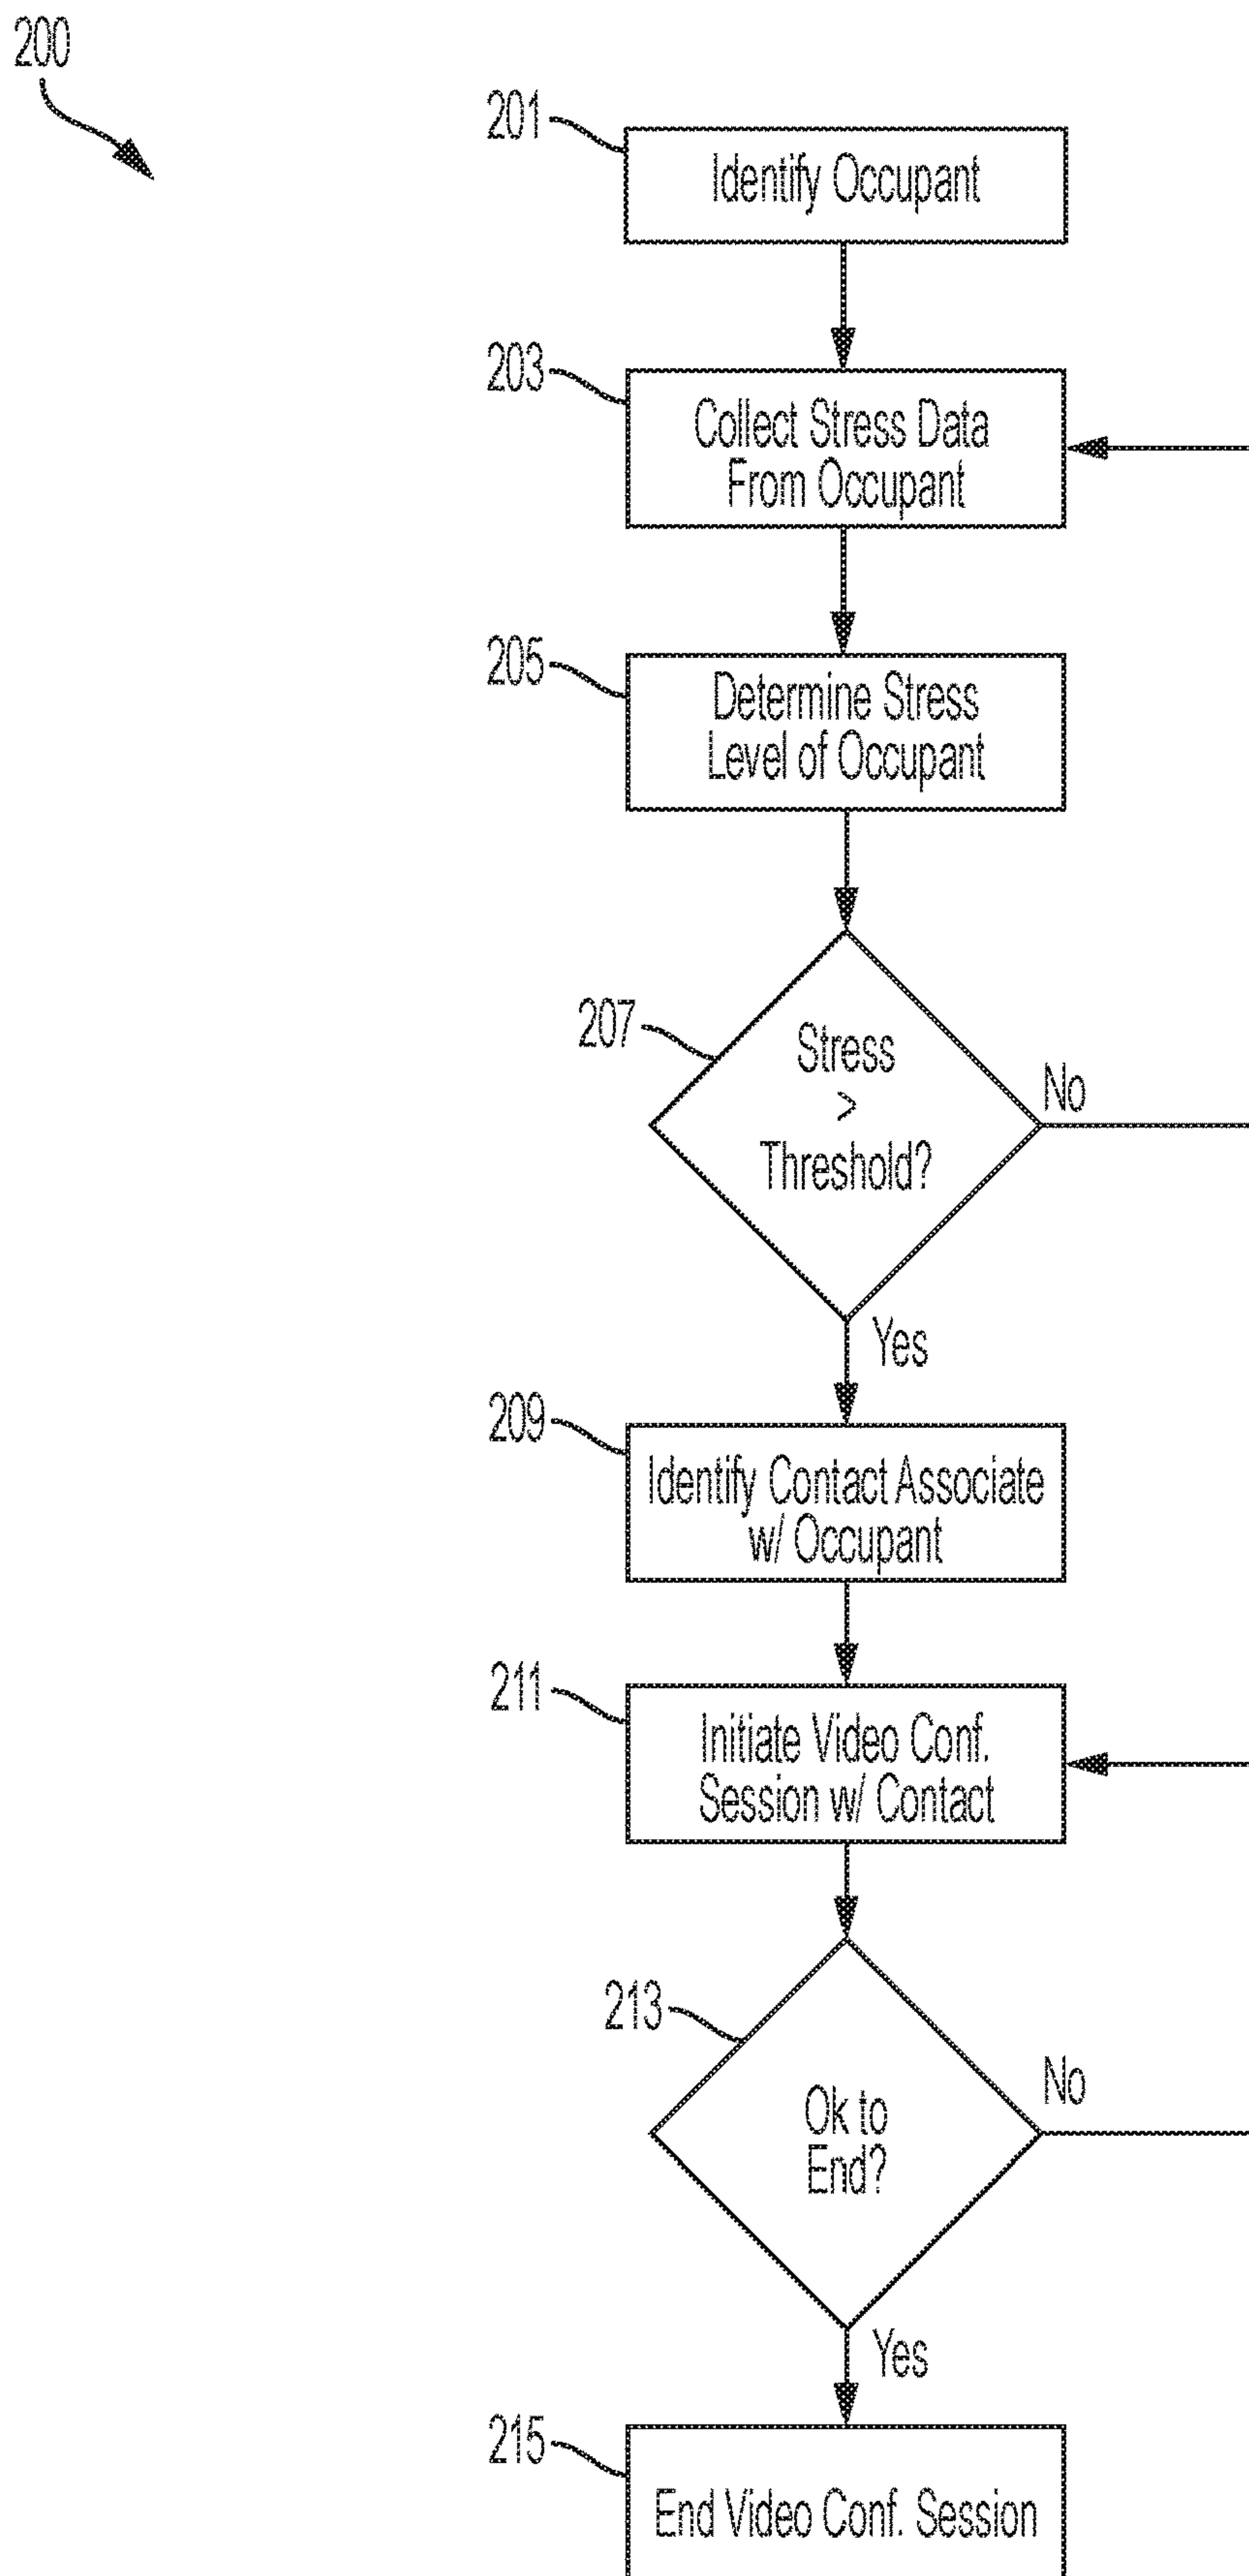 200
201
Identify Occupant
203
Collect Stress Data
From Occupant
205
Determine Stress
Level of Occupant
207
Stress
>
Threshold?
No
Yes
209
Identify Contact Associate
w/ Occupant
211
Initiate Video Conf.
Session w/ Contact
213
Ok to
End?
No
Yes
215
End Video Conf. Session